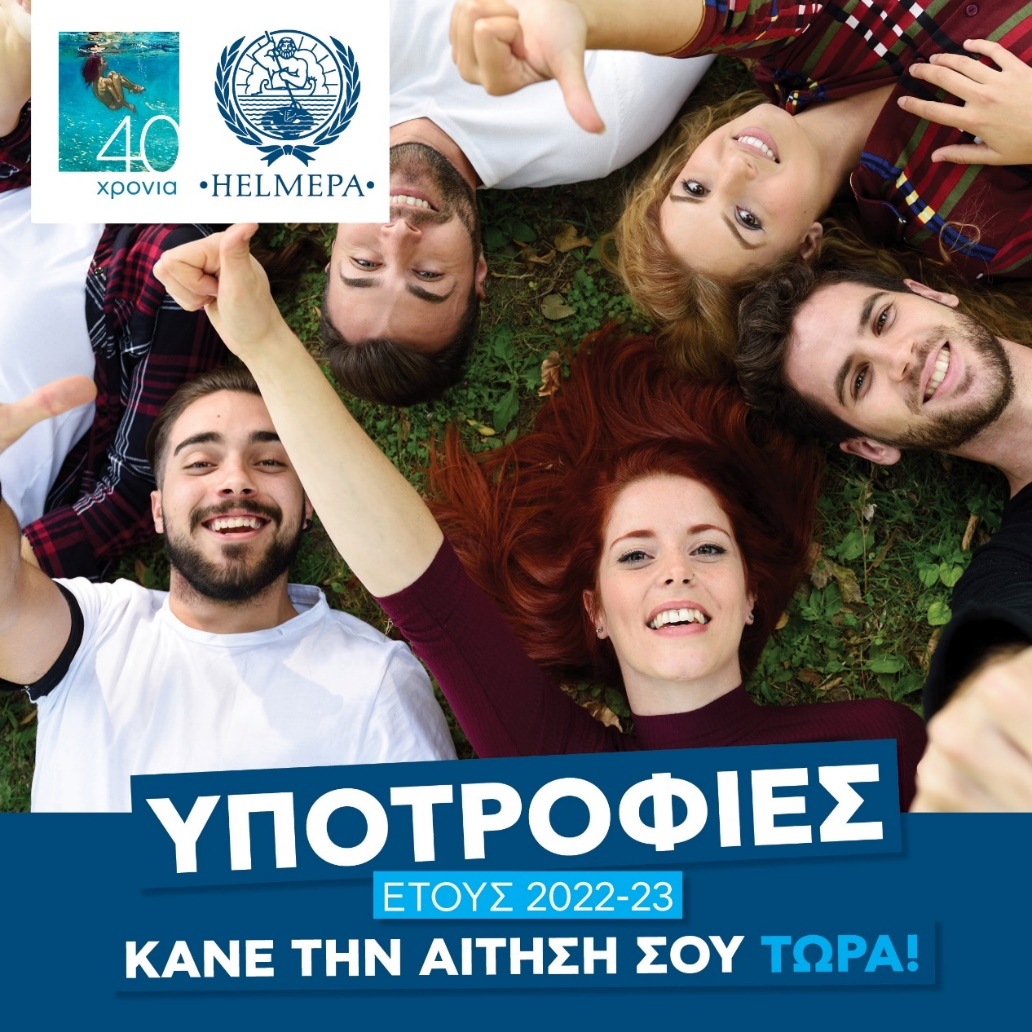 40
χρονια
•HELMEPA•
ΥΠΟΤΡΟΦΙΕΣ
ΕΤΟΥΣ 2022-23
ΚΑΝΕ ΤΗΝ ΑΙΤΗΣΗ ΣΟΥ ΤΩΡΑ!